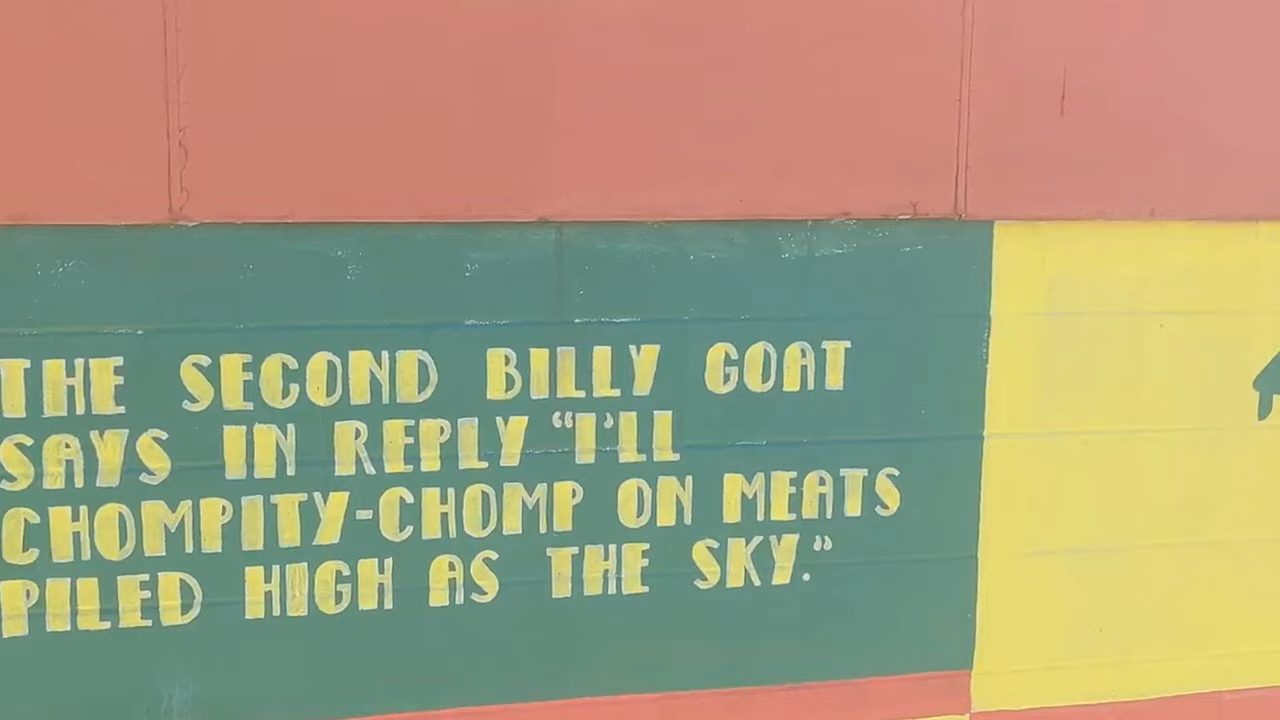 THE SECOND BILLY GOAT
SAYS IN REPLY “I'LL
CHOMPITY-CHOMP ON MEATS
PILED HIGH AS THE SKY.”